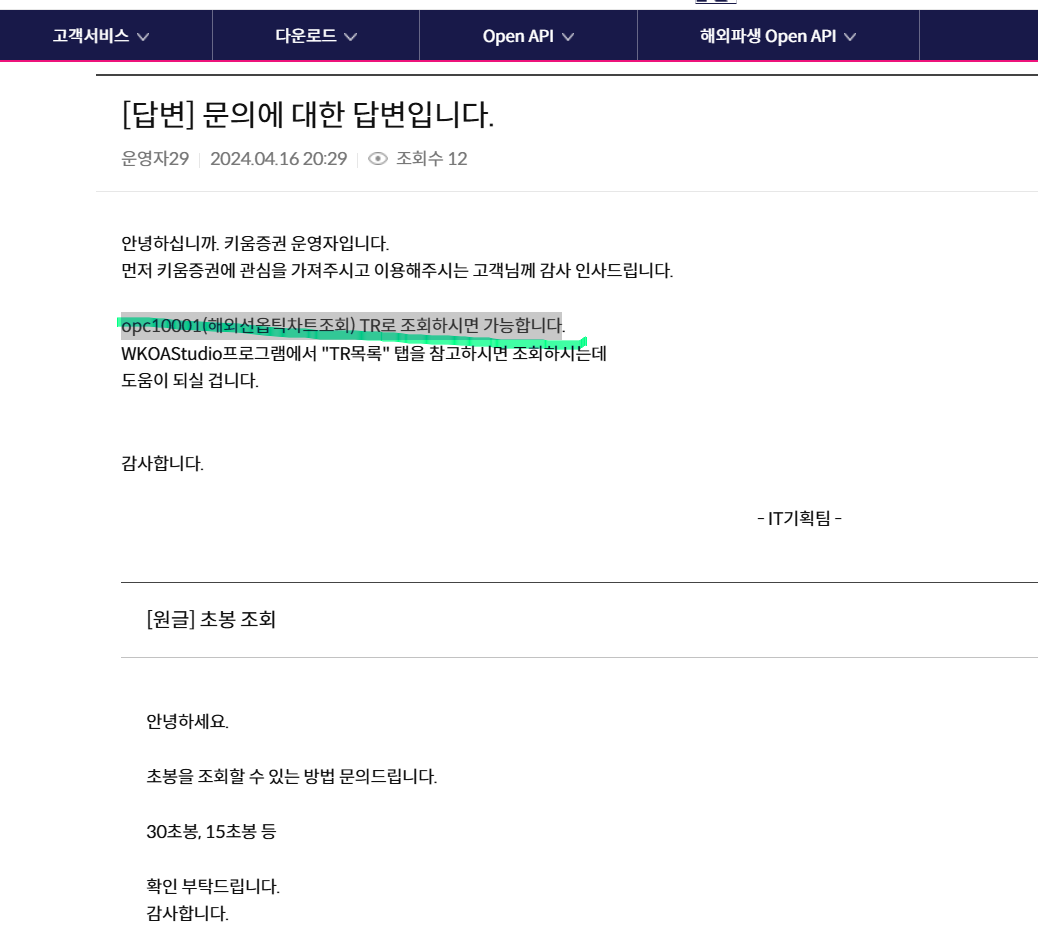 고객서비스
다운로드
Open API
해외파생 Open API
[답변] 문의에 대한 답변입니다.
운영자29 2024.04.16 20:29 조회수 12
안녕하십니까. 키움증권 운영자입니다.
먼저 키움증권에 관심을 가져주시고 이용해주시는 고객님께 감사 인사드립니다.
opc10001(해외선옵틱차트조회) TR로 조회하시면 가능합니다.
WKOAStudio프로그램에서 "TR목록" 탭을 참고하시면 조회하시는데
도움이 되실 겁니다.
감사합니다.
- IT기획팀 -
[원글] 초봉 조회
안녕하세요.
초봉을 조회할 수 있는 방법 문의드립니다.
30초봉, 15초봉 등
확인 부탁드립니다.
감사합니다.